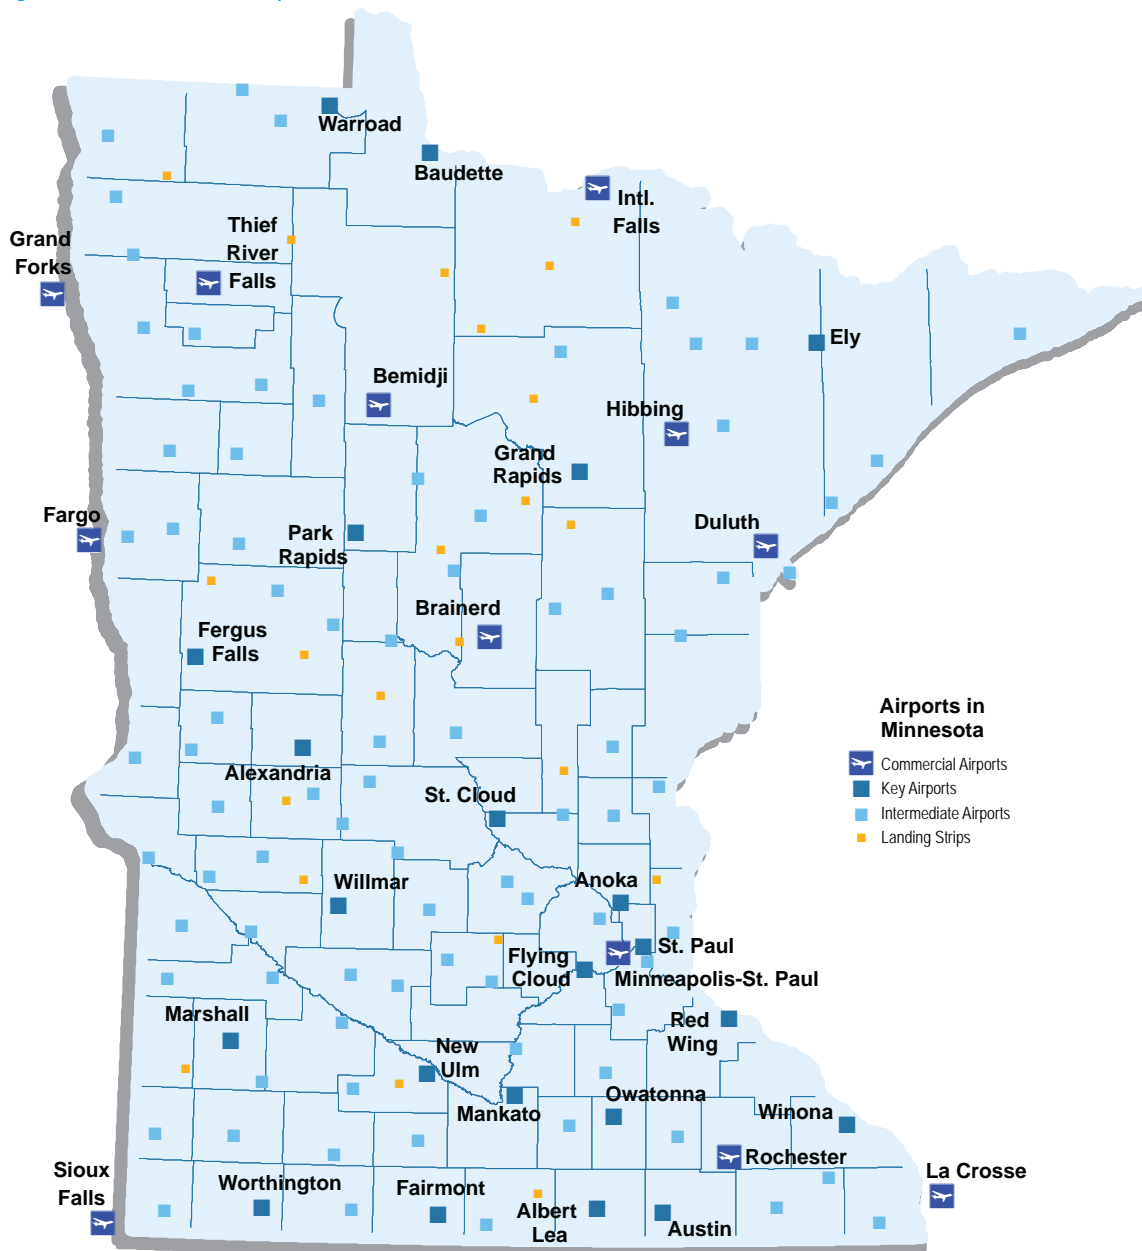 Warroad
Baudette
Intl.
Falls
Thief
River
Falls
Grand
Forks
Ely
Bemidji
Hibbing
Grand
Rapids
Fargo
Park
Rapids
Duluth
Brainerd
Fergus
Falls
Airports in
Minnesota
Commercial Airports
Key Airports
Intermediate Airports
Landing Strips
Alexandria
St. Cloud
Willmar
Anoka
St. Paul
Flying
Cloud
Minneapolis-St. Paul
Marshall
Red
Wing
New
Ulm
Mankato
Owatonna
Winona
Rochester
Sioux
Falls
Worthington
Fairmont
Albert
Lea
Austin
La Crosse